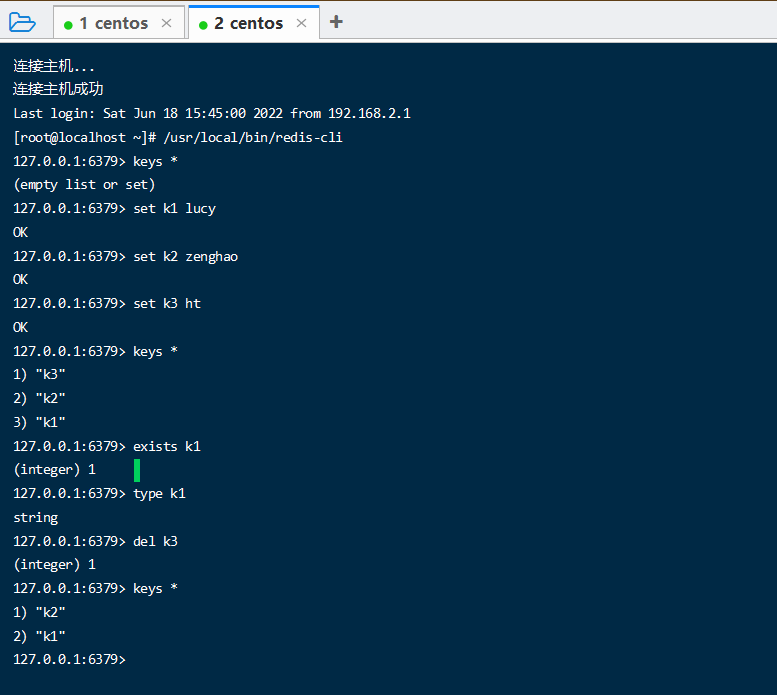 1 centos × 2 centos × +
连接主机...
连接主机成功
Last login: Sat Jun 18 15:45:00 2022 from 192.168.2.1
[root@localhost ~]# /usr/local/bin/redis-cli
127.0.0.1:6379> keys *
(empty list or set)
127.0.0.1:6379> set k1 lucy
OK
127.0.0.1:6379> set k2 zenghao
OK
127.0.0.1:6379> set k3 ht
OK
127.0.0.1:6379> keys *
1) "k3"
2) "k2"
3) "k1"
127.0.0.1:6379> exists k1
(integer) 1
127.0.0.1:6379> type k1
string
127.0.0.1:6379> del k3
(integer) 1
127.0.0.1:6379> keys *
1) "k2"
2) "k1"
127.0.0.1:6379>